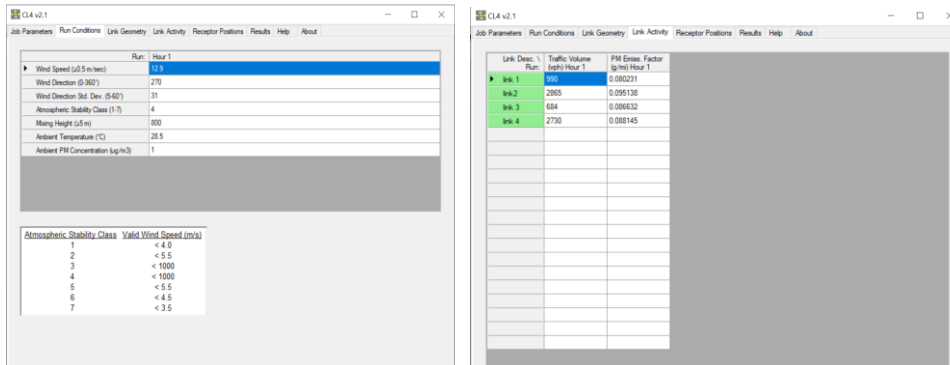 CL4 v2.1
Job Parameters Run Conditions Link Geometry Link Activity Receptor Positions Results Help About
Run: Hour 1
Wind Speed (≥0.5 m/sec) 12.9
Wind Direction (0-360°) 270
Wind Direction Std. Dev. (5-60°) 31
Atmospheric Stability Class (1-7) 4
Mixing Height (≥5 m) 800
Ambient Temperature (°C) 28.5
Ambient PM Concentration (ug/m3) 1
Atmospheric Stability Class Valid Wind Speed (m/s)
1 < 4.0
2 < 5.5
3 < 1000
4 < 1000
5 < 5.5
6 < 4.5
7 < 3.5
CL4 v2.1
Job Parameters Run Conditions Link Geometry Link Activity Receptor Positions Results Help About
Link Desc. \ Traffic Volume PM Emiss. Factor
Run: (vph) Hour 1 (g/mi) Hour 1
link 1 990 0.080231
link2 2865 0.095138
link 3 684 0.086632
link 4 2730 0.088145